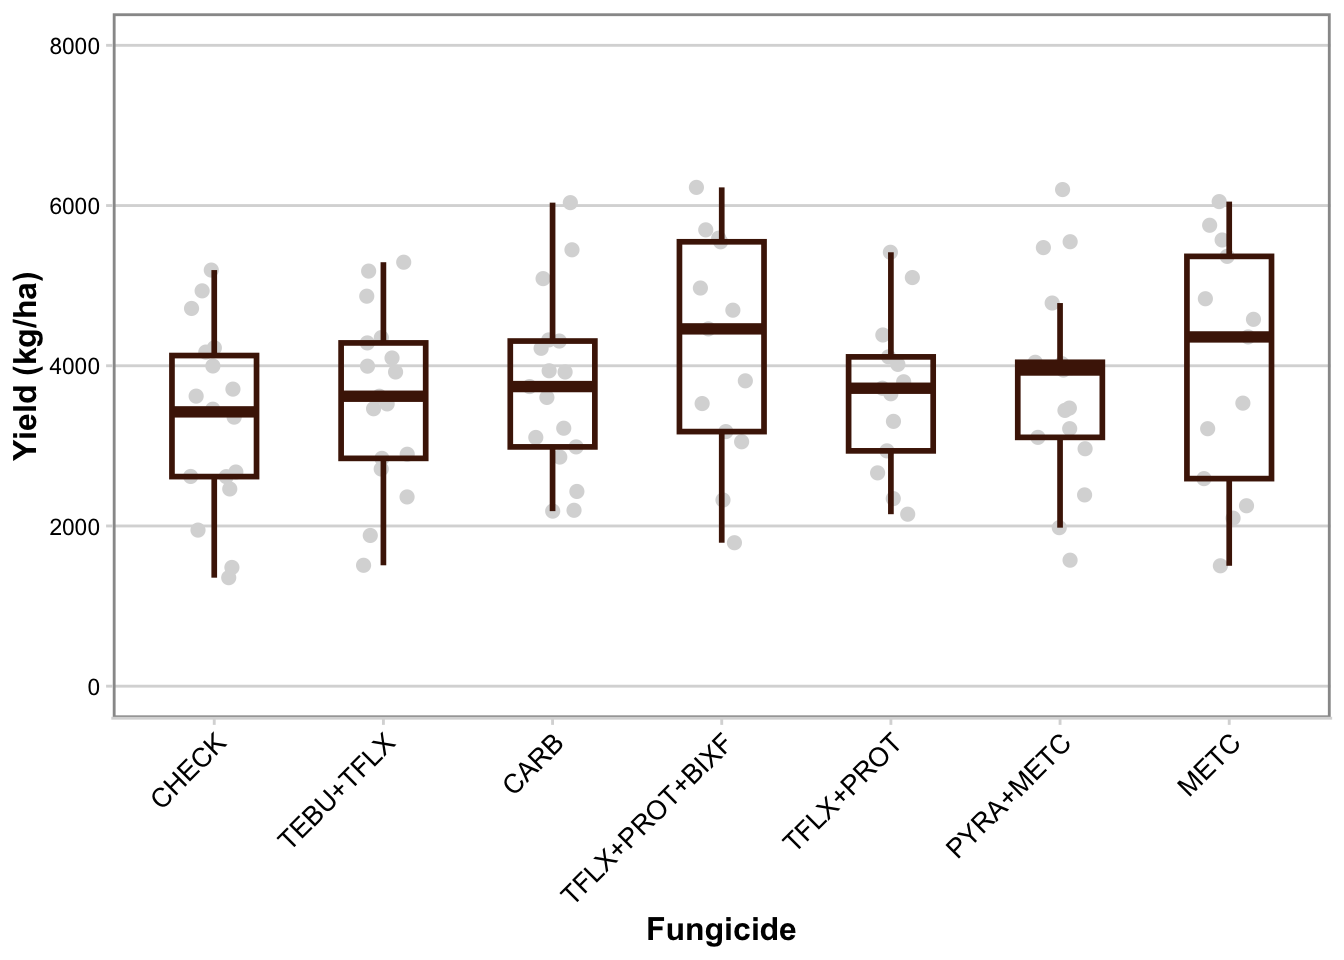 8000
6000
4000
2000
0
Yield (kg/ha)
CHECK
TEBU+TFLX
CARB
TFLX+PROT+BIXF
TFLX+PROT
PYRA+METC
METC
Fungicide